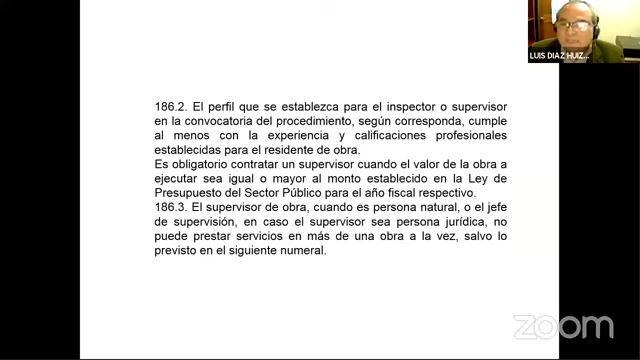 LUIS DIAZ HUIZ...
186.2. El perfil que se establezca para el inspector o supervisor
en la convocatoria del procedimiento, según corresponda, cumple
al menos con la experiencia y calificaciones profesionales
establecidas para el residente de obra.
Es obligatorio contratar un supervisor cuando el valor de la obra a
ejecutar sea igual o mayor al monto establecido en la Ley de
Presupuesto del Sector Público para el año fiscal respectivo.
186.3. El supervisor de obra, cuando es persona natural, o el jefe
de supervisión, en caso el supervisor sea persona jurídica, no
puede prestar servicios en más de una obra a la vez, salvo lo
previsto en el siguiente numeral.
zoom